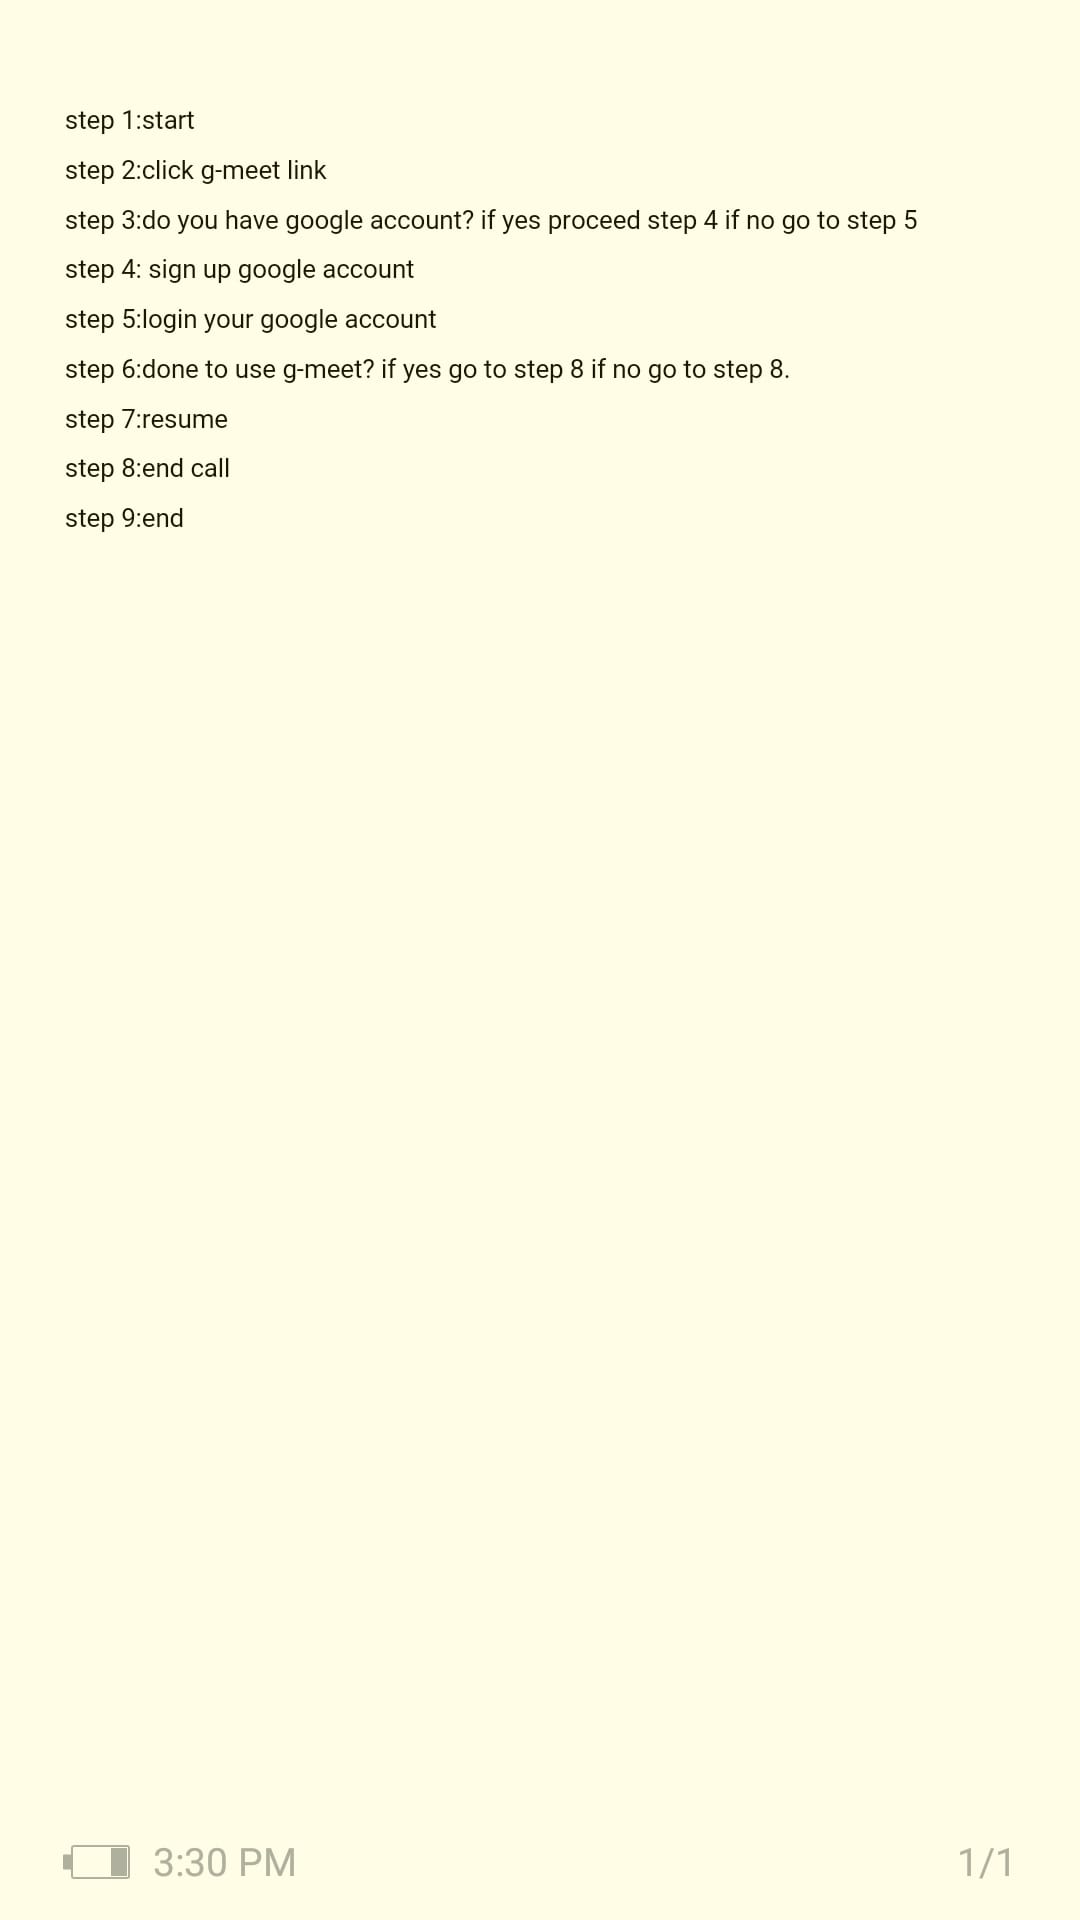 step 1:start
step 2:click g-meet link
step 3:do you have google account? if yes proceed step 4 if no go to step 5
step 4: sign up google account
step 5:login your google account
step 6:done to use g-meet? if yes go to step 8 if no go to step 8.
step 7:resume
step 8:end call
step 9:end
3:30 PM 1/1